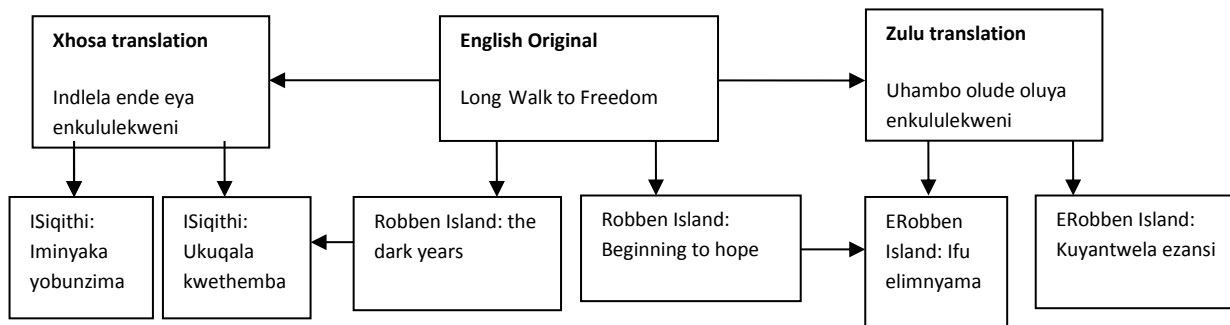 Xhosa translation
Indlela ende eya
enkululekweni
English Original
Long Walk to Freedom
Zulu translation
Uhambo olude oluya
enkululekweni
ISiqithi:
Iminyaka
yobunzima
ISiqithi:
Ukuqala
kwethemba
Robben Island: the
dark years
Robben Island:
Beginning to hope
ERobben
Island: Ifu
elimnyama
ERobben Island:
Kuyantwela ezansi